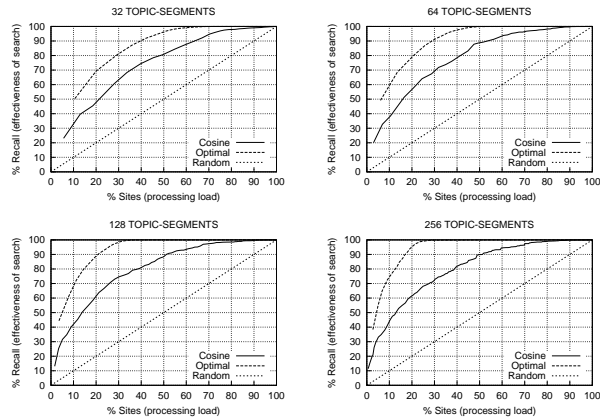 32 TOPIC-SEGMENTS
% Recall (effectiveness of search)
100
90
80
70
60
50
40
30
20
10
0
Cosine
Optimal
Random
0 10 20 30 40 50 60 70 80 90 100
% Sites (processing load)
64 TOPIC-SEGMENTS
% Recall (effectiveness of search)
100
90
80
70
60
50
40
30
20
10
0
Cosine
Optimal
Random
0 10 20 30 40 50 60 70 80 90 100
% Sites (processing load)
128 TOPIC-SEGMENTS
% Recall (effectiveness of search)
100
90
80
70
60
50
40
30
20
10
0
Cosine
Optimal
Random
0 10 20 30 40 50 60 70 80 90 100
% Sites (processing load)
256 TOPIC-SEGMENTS
% Recall (effectiveness of search)
100
90
80
70
60
50
40
30
20
10
0
Cosine
Optimal
Random
0 10 20 30 40 50 60 70 80 90 100
% Sites (processing load)